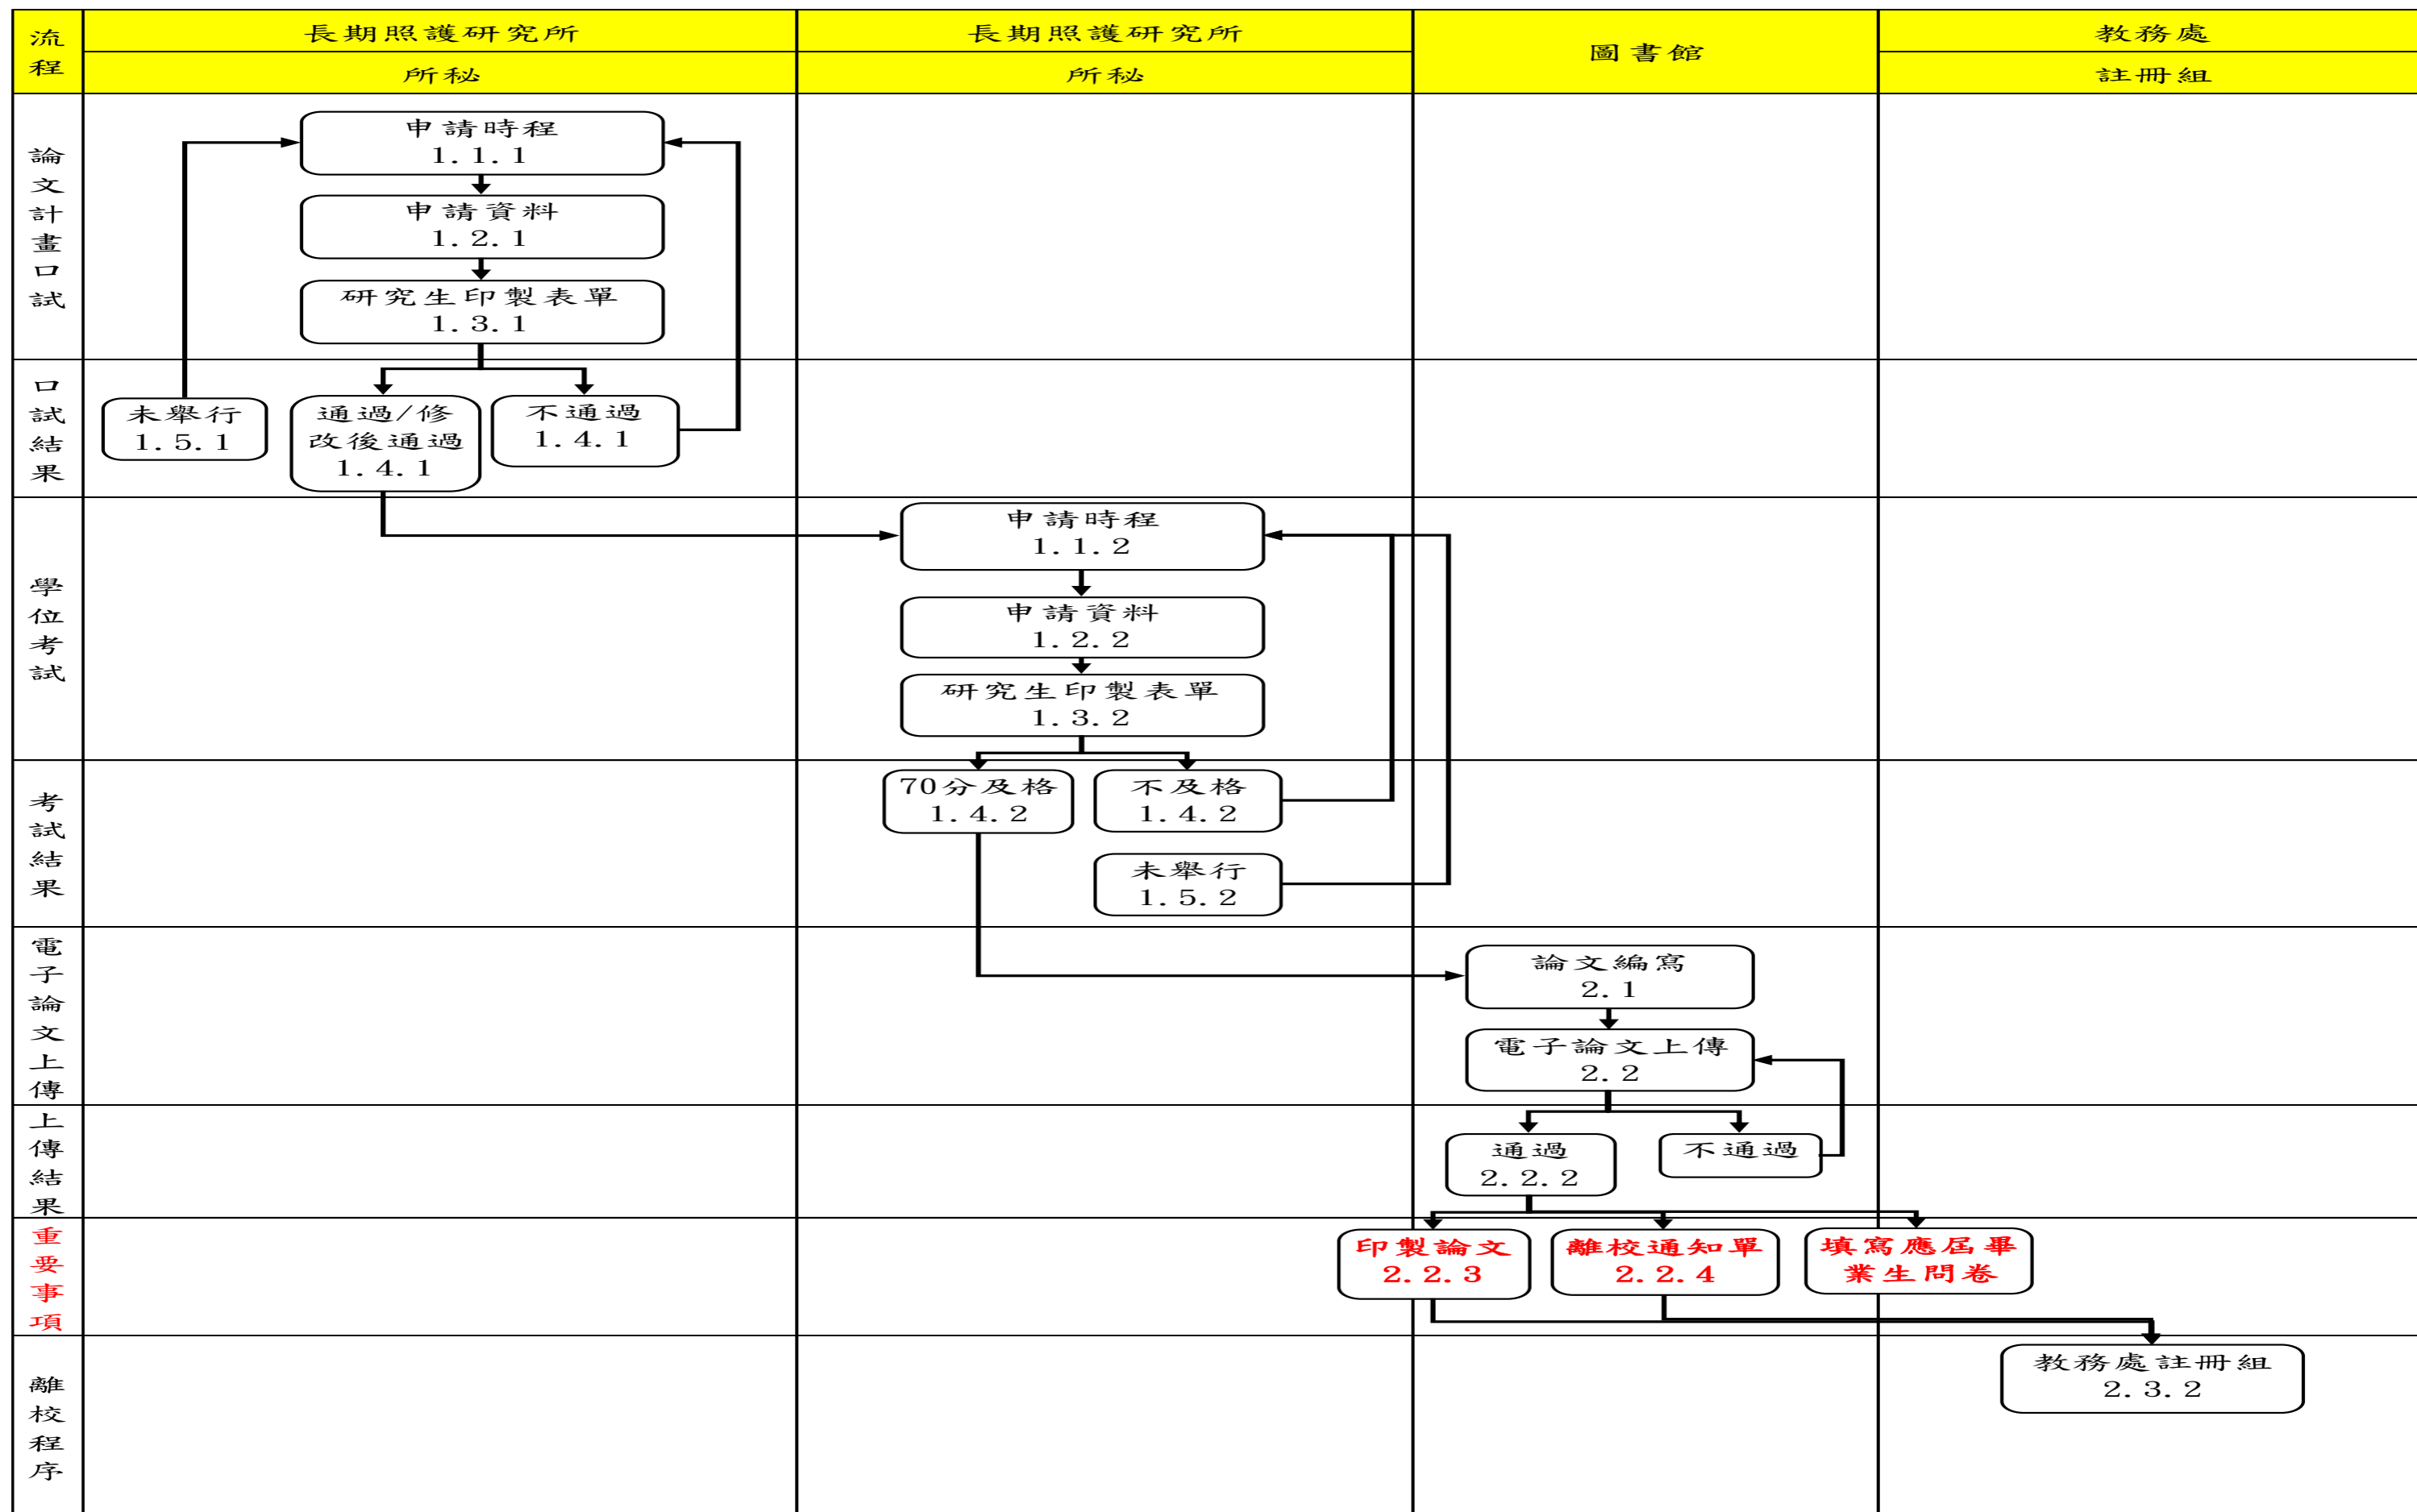 流程
長期照護研究所
長期照護研究所
圖書館
教務處
所秘
所秘
註冊組
論文計畫口試
申請時程
1.1.1
申請資料
1.2.1
研究生印製表單
1.3.1
口試結果
未舉行
1.5.1
通過/修
改後通過
1.4.1
不通過
1.4.1
學位考試
申請時程
1.1.2
申請資料
1.2.2
研究生印製表單
1.3.2
考試結果
70分及格
1.4.2
不及格
1.4.2
未舉行
1.5.2
電子論文上傳
論文編寫
2.1
電子論文上傳
2.2
上傳結果
通過
2.2.2
不通過
重要事項
印製論文
2.2.3
離校通知單
2.2.4
填寫應屆畢
業生問卷
離校程序
教務處註冊組
2.3.2